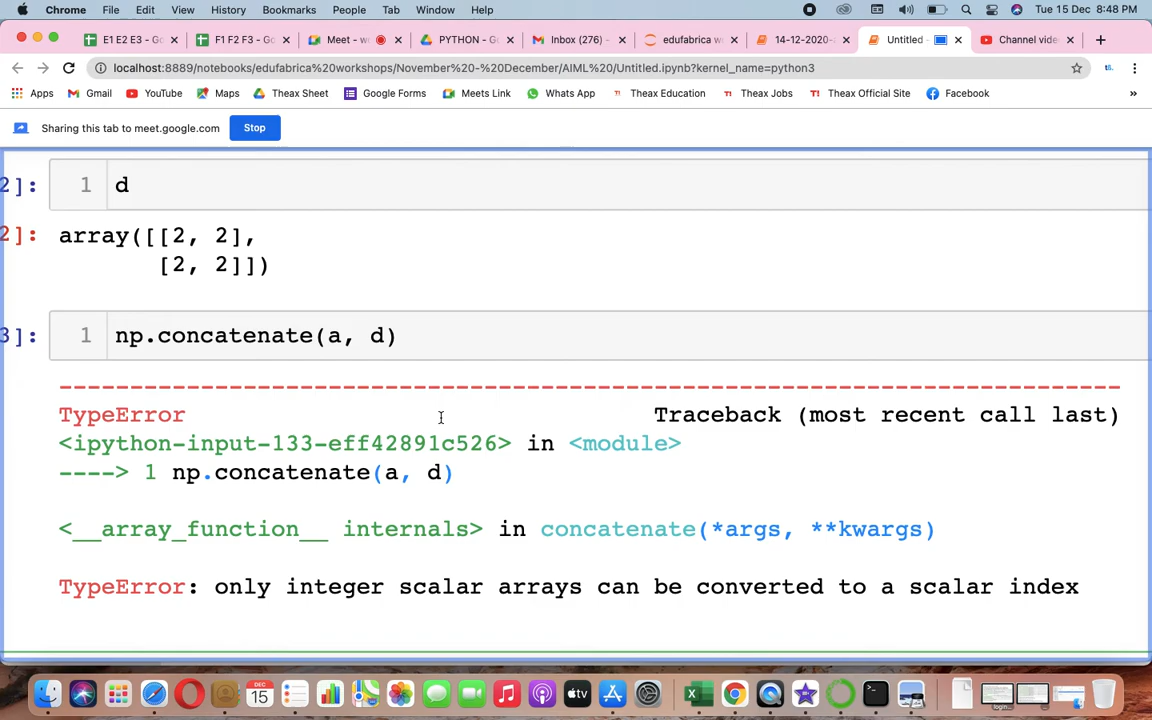 Chrome File Edit View History Bookmarks People Tab Window Help Tue 15 Dec 8:48 PM
E1 E2 E3 - Go F1 F2 F3 - Goo Meet - w PYTHON - G Inbox (276) - edufabrica w 14-12-2020- Untitled - Channel vide
localhost:8889/notebooks/edufabrica%20workshops/November%20-%20December/AIML%20/Untitled.ipynb?kernel_name=python3
Apps Gmail YouTube Maps Theax Sheet Google Forms Meets Link Whats App Theax Education Theax Jobs Theax Official Site Facebook »
Sharing this tab to meet.google.com Stop
2]: 1 d
2]: array([[2, 2],
[2, 2]])
3]: 1 np.concatenate(a, d)
---------------------------------------------------------------------------
TypeError Traceback (most recent call last)
<ipython-input-133-eff42891c526> in <module>
----> 1 np.concatenate(a, d)
<__array_function__ internals> in concatenate(*args, **kwargs)
TypeError: only integer scalar arrays can be converted to a scalar index
DEC
15
tv